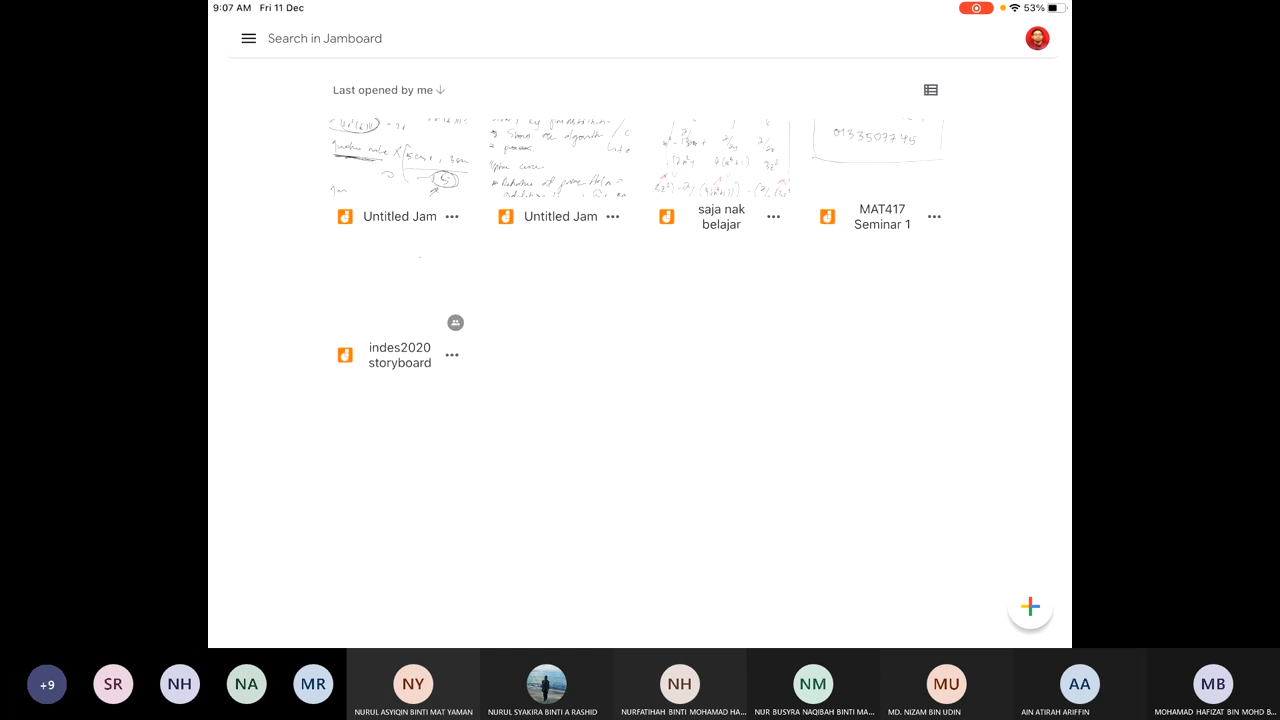 9:07 AM Fri 11 Dec
53%
Search in Jamboard
Last opened by me
0133507745
Untitled Jam
Untitled Jam
saja nak
belajar
MAT417
Seminar 1
indes2020
storyboard
+9
SR
NH
NA
MR
NY
NH
NM
MU
AA
MB
NURUL ASYIQIN BINTI MAT YAMAN
NURUL SYAKIRA BINTI A RASHID
NURFATIHAH BINTI MOHAMAD HA...
NUR BUSYRA NAQIBAH BINTI MA...
MD. NIZAM BIN UDIN
AIN ATIRAH ARIFFIN
MOHAMAD HAFIZAT BIN MOHD B...